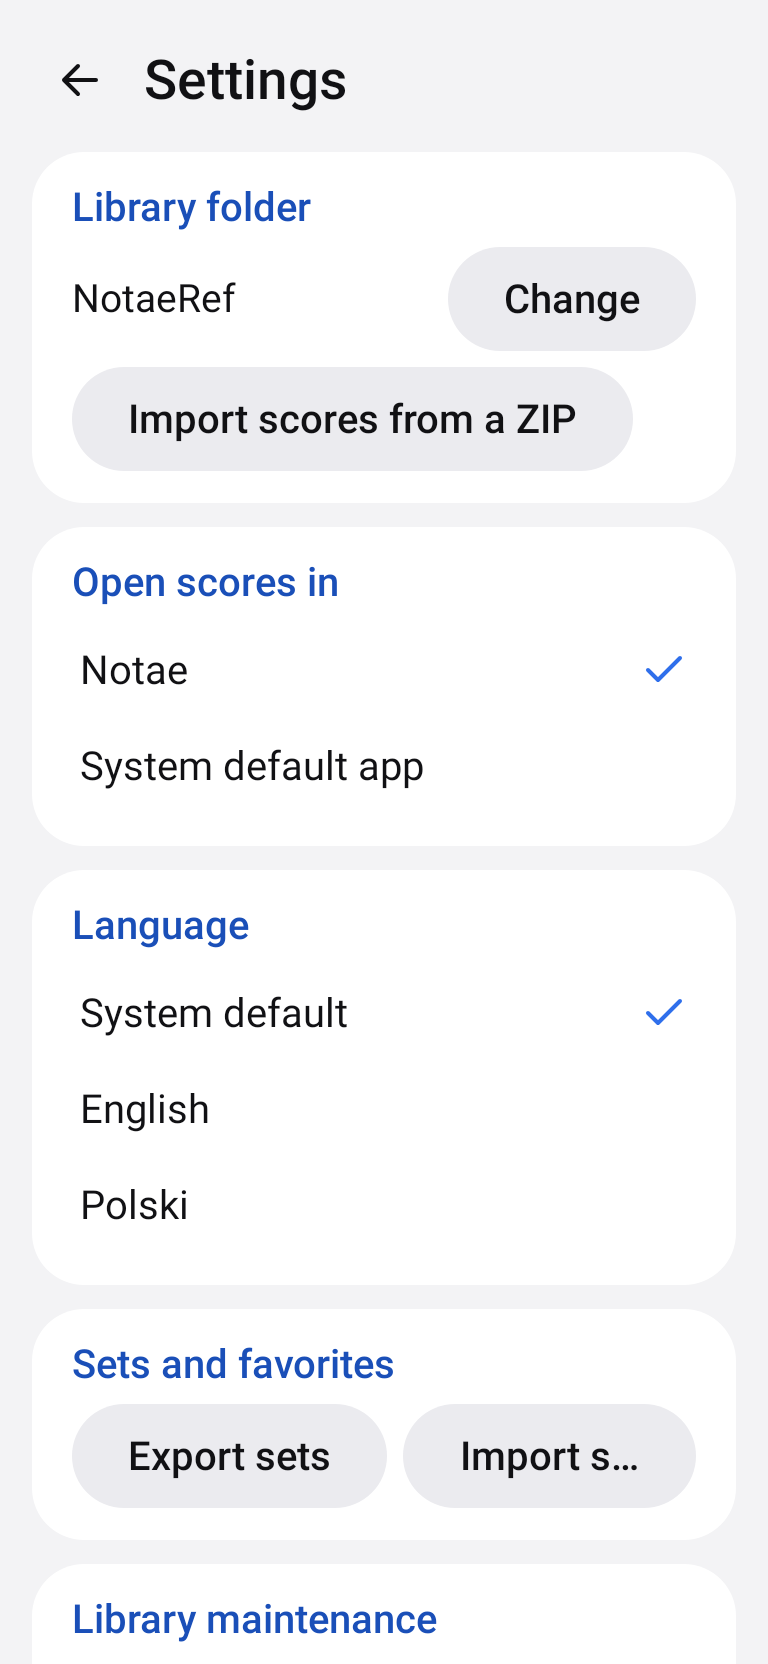 Settings
Library folder
NotaeRef
Change
Import scores from a ZIP
Open scores in
Notae
System default app
Language
System default
English
Polski
Sets and favorites
Export sets
Import s...
Library maintenance